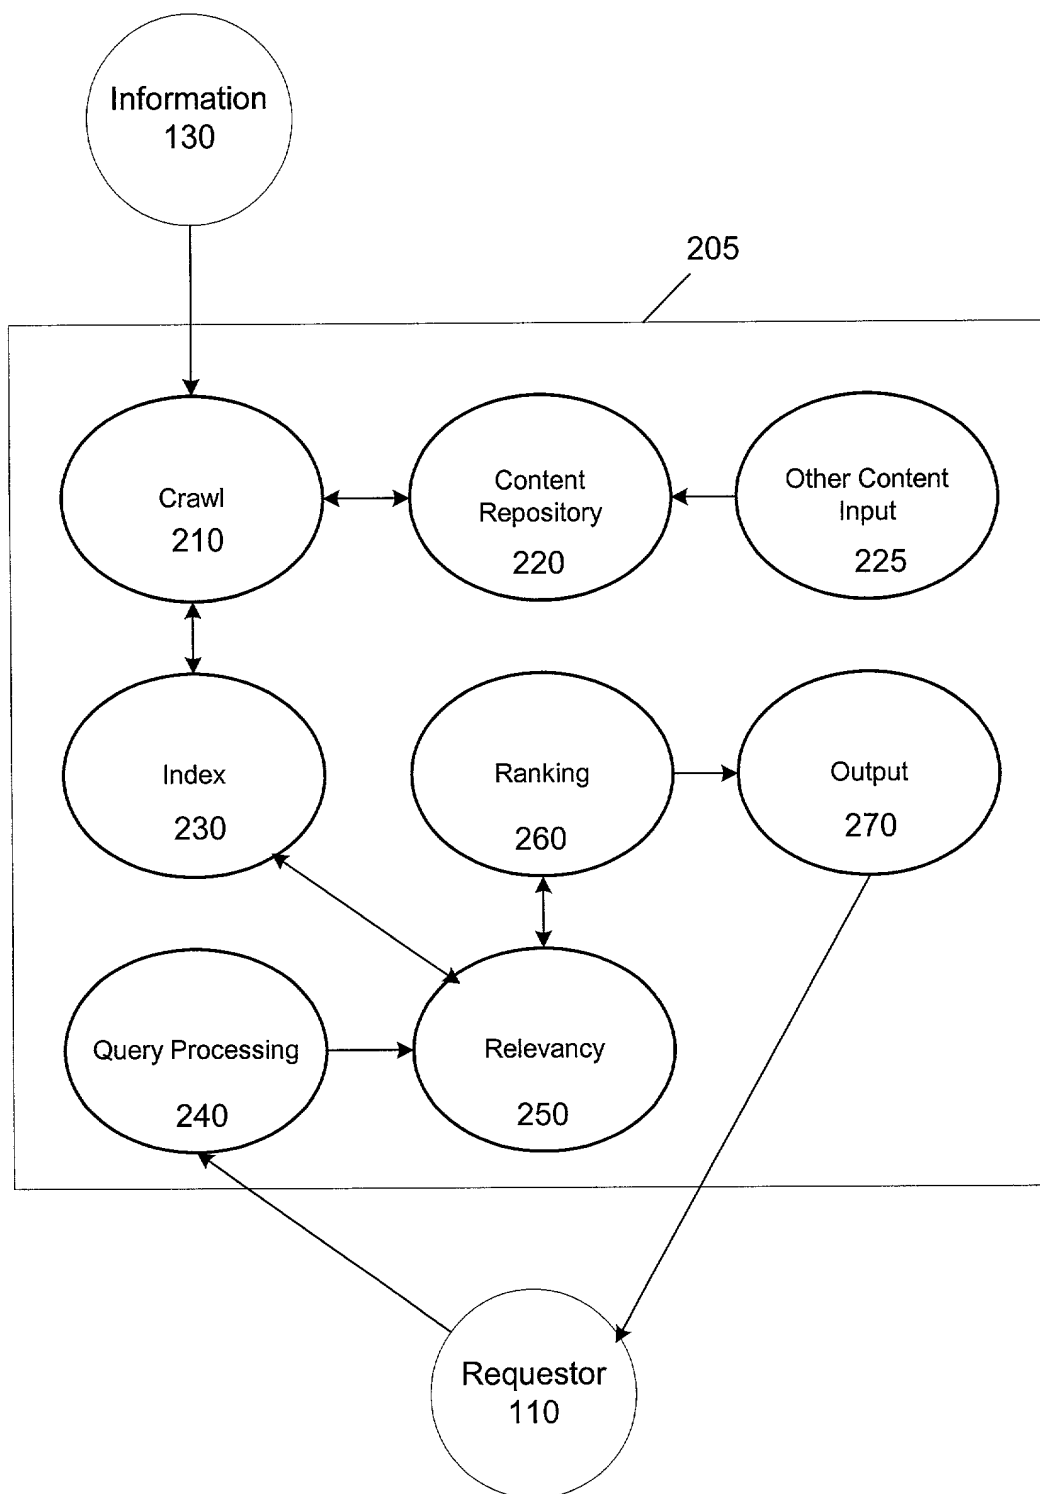 Information
130
205
Crawl
210
Content
Repository
220
Other Content
Input
225
Index
230
Ranking
260
Output
270
Query Processing
240
Relevancy
250
Requestor
110